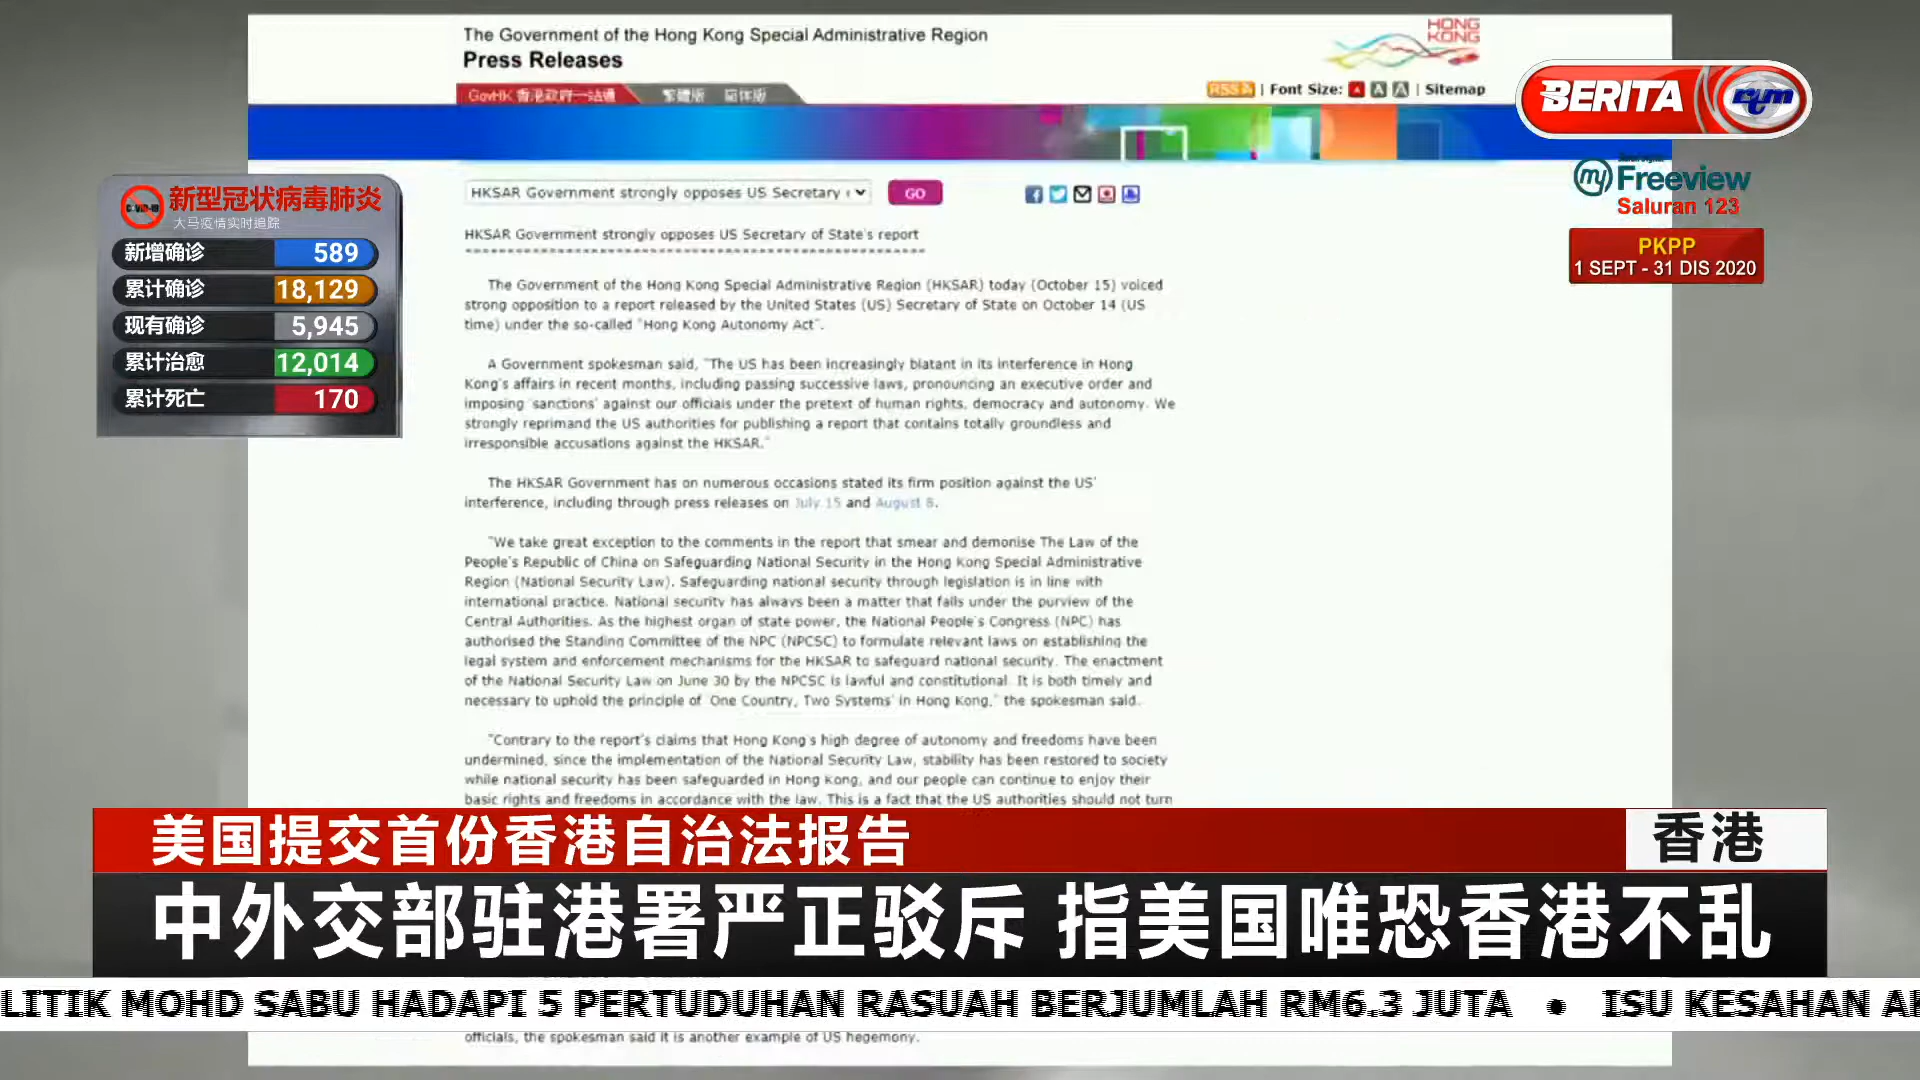 The Government of the Hong Kong Special Administrative Region
Press Releases
HONG
KONG
GovHK 香港政府一站通
繁體版
简体版
RSS
| Font Size: A A A | Sitemap
BERITA rtm
myFreeview
Saluran 123
PKPP
1 SEPT - 31 DIS 2020
新型冠状病毒肺炎
大马疫情实时追踪
新增确诊 589
累计确诊 18,129
现有确诊 5,945
累计治愈 12,014
累计死亡 170
HKSAR Government strongly opposes US Secretary
GO
HKSAR Government strongly opposes US Secretary of State's report
The Government of the Hong Kong Special Administrative Region (HKSAR) today (October 15) voiced
strong opposition to a report released by the United States (US) Secretary of State on October 14 (US
time) under the so-called "Hong Kong Autonomy Act".
A Government spokesman said, "The US has been increasingly blatant in its interference in Hong
Kong's affairs in recent months, including passing successive laws, pronouncing an executive order and
imposing 'sanctions' against our officials under the pretext of human rights, democracy and autonomy. We
strongly reprimand the US authorities for publishing a report that contains totally groundless and
irresponsible accusations against the HKSAR."
The HKSAR Government has on numerous occasions stated its firm position against the US'
interference, including through press releases on July 15 and August 8.
"We take great exception to the comments in the report that smear and demonise The Law of the
People's Republic of China on Safeguarding National Security in the Hong Kong Special Administrative
Region (National Security Law). Safeguarding national security through legislation is in line with
international practice. National security has always been a matter that falls under the purview of the
Central Authorities. As the highest organ of state power, the National People's Congress (NPC) has
authorised the Standing Committee of the NPC (NPCSC) to formulate relevant laws on establishing the
legal system and enforcement mechanisms for the HKSAR to safeguard national security. The enactment
of the National Security Law on June 30 by the NPCSC is lawful and constitutional. It is both timely and
necessary to uphold the principle of 'One Country, Two Systems' in Hong Kong," the spokesman said.
"Contrary to the report's claims that Hong Kong's high degree of autonomy and freedoms have been
undermined, since the implementation of the National Security Law, stability has been restored to society
while national security has been safeguarded in Hong Kong, and our people can continue to enjoy their
basic rights and freedoms in accordance with the law. This is a fact that the US authorities should not turn
美国提交首份香港自治法报告
香港
中外交部驻港署严正驳斥 指美国唯恐香港不乱
LITIK MOHD SABU HADAPI 5 PERTUDUHAN RASUAH BERJUMLAH RM6.3 JUTA • ISU KESAHAN AH
officials, the spokesman said it is another example of US hegemony.